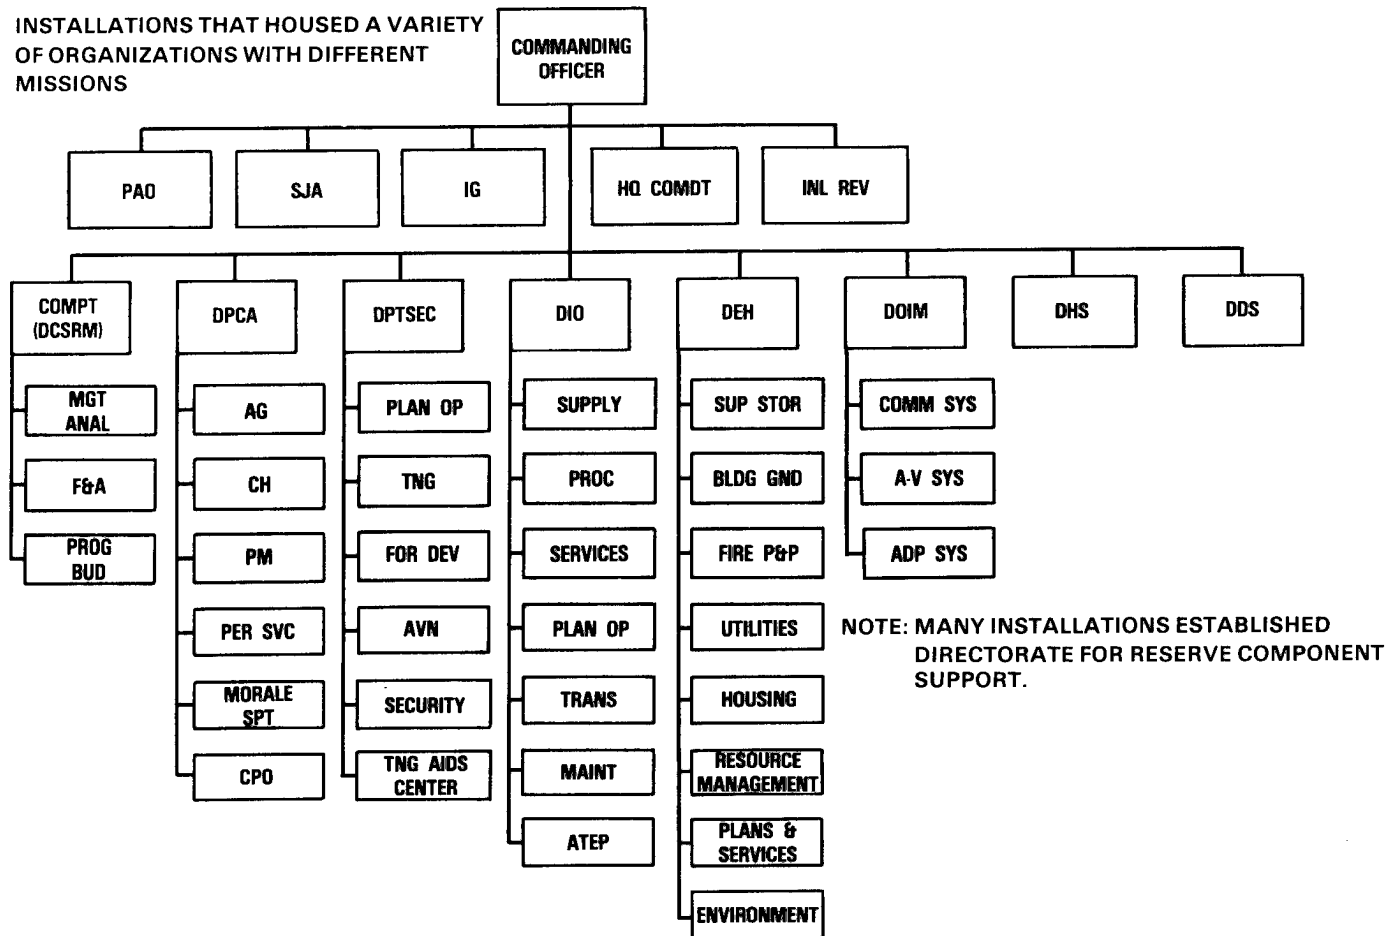 INSTALLATIONS THAT HOUSED A VARIETY
OF ORGANIZATIONS WITH DIFFERENT
MISSIONS
COMMANDING
OFFICER
PAO
SJA
IG
HQ COMDT
INL REV
COMPT
(DCSRM)
DPCA
DPTSEC
DIO
DEH
DOIM
DHS
DDS
MGT
ANAL
F&A
PROG
BUD
AG
CH
PM
PER SVC
MORALE
SPT
CPO
PLAN OP
TNG
FOR DEV
AVN
SECURITY
TNG AIDS
CENTER
SUPPLY
PROC
SERVICES
PLAN OP
TRANS
MAINT
ATEP
SUP STOR
BLDG GND
FIRE P&P
UTILITIES
HOUSING
RESOURCE
MANAGEMENT
PLANS &
SERVICES
ENVIRONMENT
COMM SYS
A-V SYS
ADP SYS
NOTE: MANY INSTALLATIONS ESTABLISHED
DIRECTORATE FOR RESERVE COMPONENT
SUPPORT.